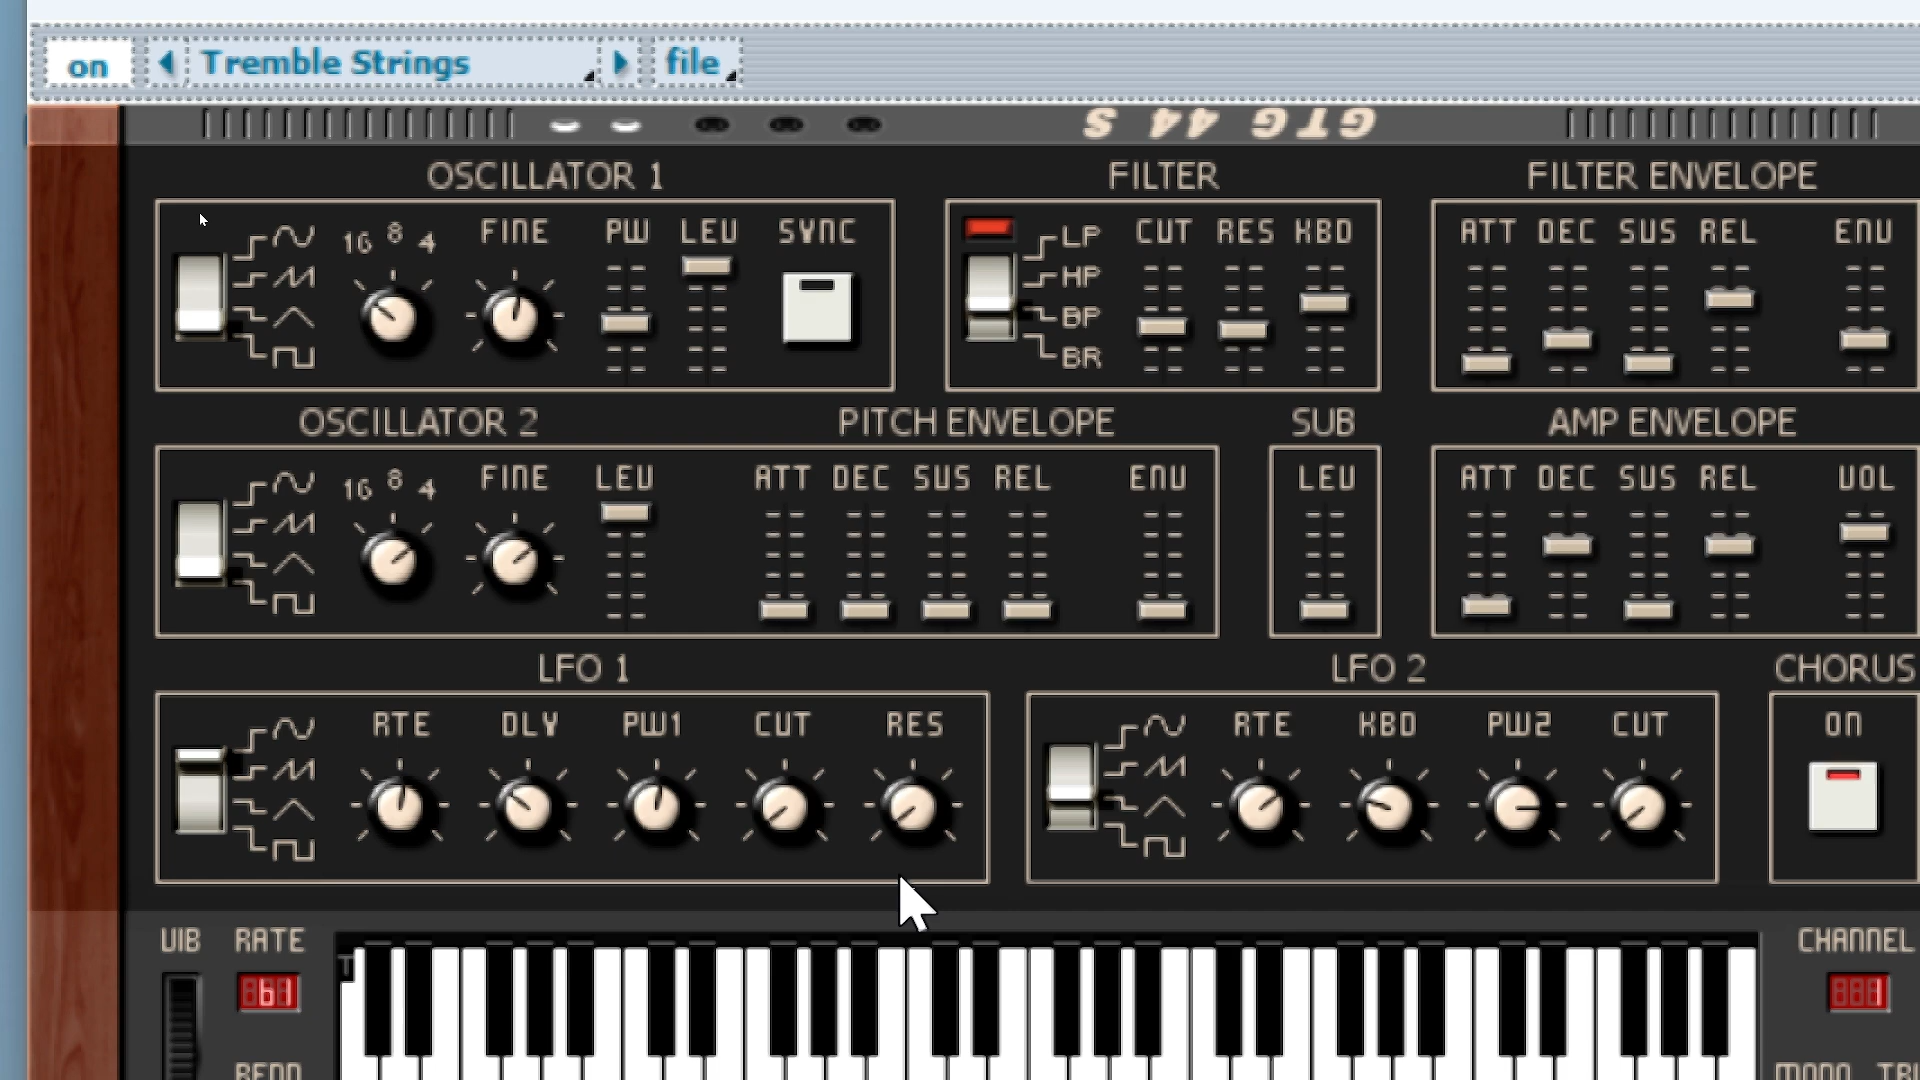 on Tremble Strings file
GTG 44 S
OSCILLATOR 1 FILTER FILTER ENVELOPE
16 8 4 FINE PW LEV SYNC LP HP BP BR CUT RES KBD ATT DEC SUS REL ENV
OSCILLATOR 2 PITCH ENVELOPE SUB AMP ENVELOPE
16 8 4 FINE LEV ATT DEC SUS REL ENV LEV ATT DEC SUS REL VOL
LFO 1 LFO 2 CHORUS
RTE DLY PW1 CUT RES RTE KBD PW2 CUT ON
VIB RATE CHANNEL
61 1